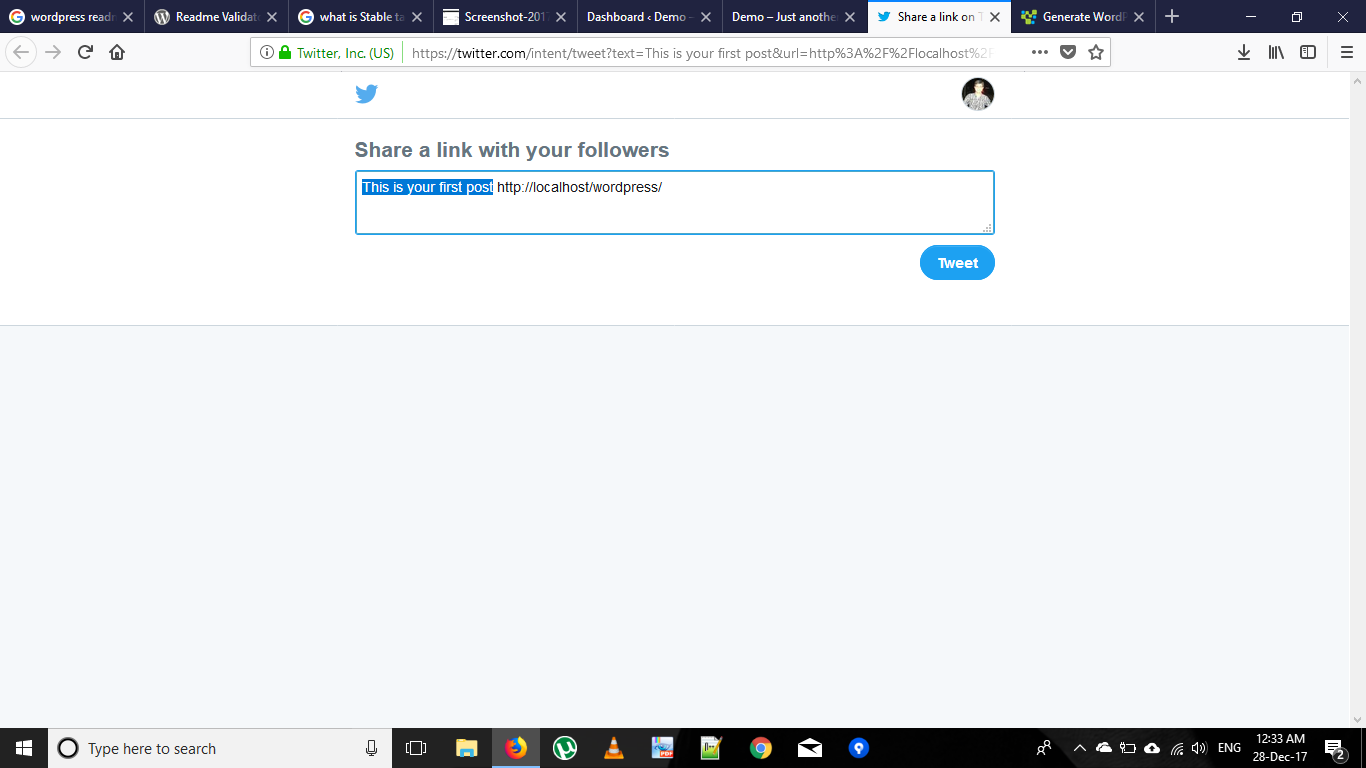 wordpress readn
Readme Validat
what is Stable ta
Screenshot-201
Dashboard ‹ Demo –
Demo – Just anothe
Share a link on T
Generate WordP
Twitter, Inc. (US)
https://twitter.com/intent/tweet?text=This is your first post&url=http%3A%2F%2Flocalhost%2F
Share a link with your followers
This is your first post http://localhost/wordpress/
Tweet
Type here to search
ENG
12:33 AM
28-Dec-17
2